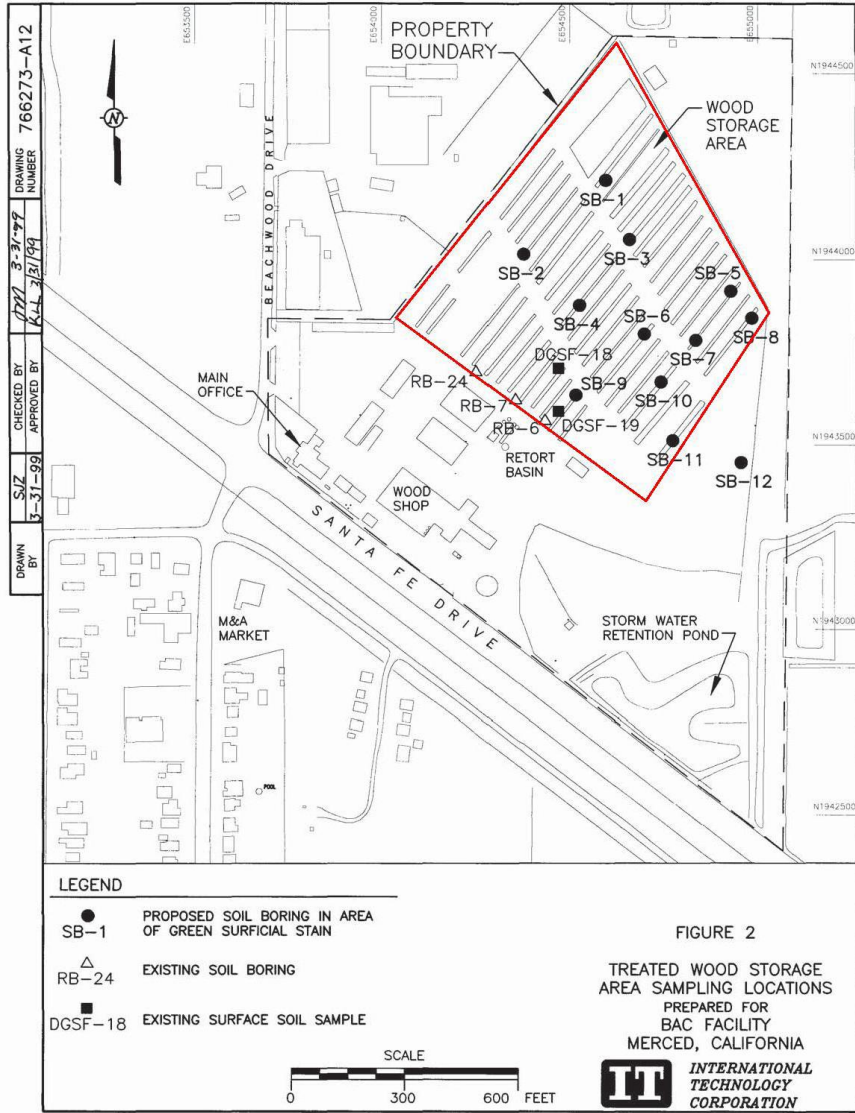 DRAWING NUMBER 766273-A12
CHECKED BY
APPROVED BY
3-31-99
KLL 3/31/99
DRAWN BY
SJZ
3-31-99
E653500
E654000
E654500
E655000
N1944500
N1944000
N1943500
N1943000
N1942500
PROPERTY
BOUNDARY
WOOD
STORAGE
AREA
N
BEACHWOOD DRIVE
SB-1
SB-2
SB-3
SB-4
SB-5
SB-6
SB-7
SB-8
DGSF-18
RB-24
SB-9
SB-10
RB-7
RB-6
DGSF-19
SB-11
SB-12
MAIN
OFFICE
RETORT
BASIN
WOOD
SHOP
SANTA FE DRIVE
M&A
MARKET
STORM WATER
RETENTION POND
POOL
LEGEND
SB-1 PROPOSED SOIL BORING IN AREA
OF GREEN SURFICIAL STAIN
RB-24 EXISTING SOIL BORING
DGSF-18 EXISTING SURFACE SOIL SAMPLE
SCALE
0 300 600 FEET
FIGURE 2
TREATED WOOD STORAGE
AREA SAMPLING LOCATIONS
PREPARED FOR
BAC FACILITY
MERCED, CALIFORNIA
IT
INTERNATIONAL
TECHNOLOGY
CORPORATION